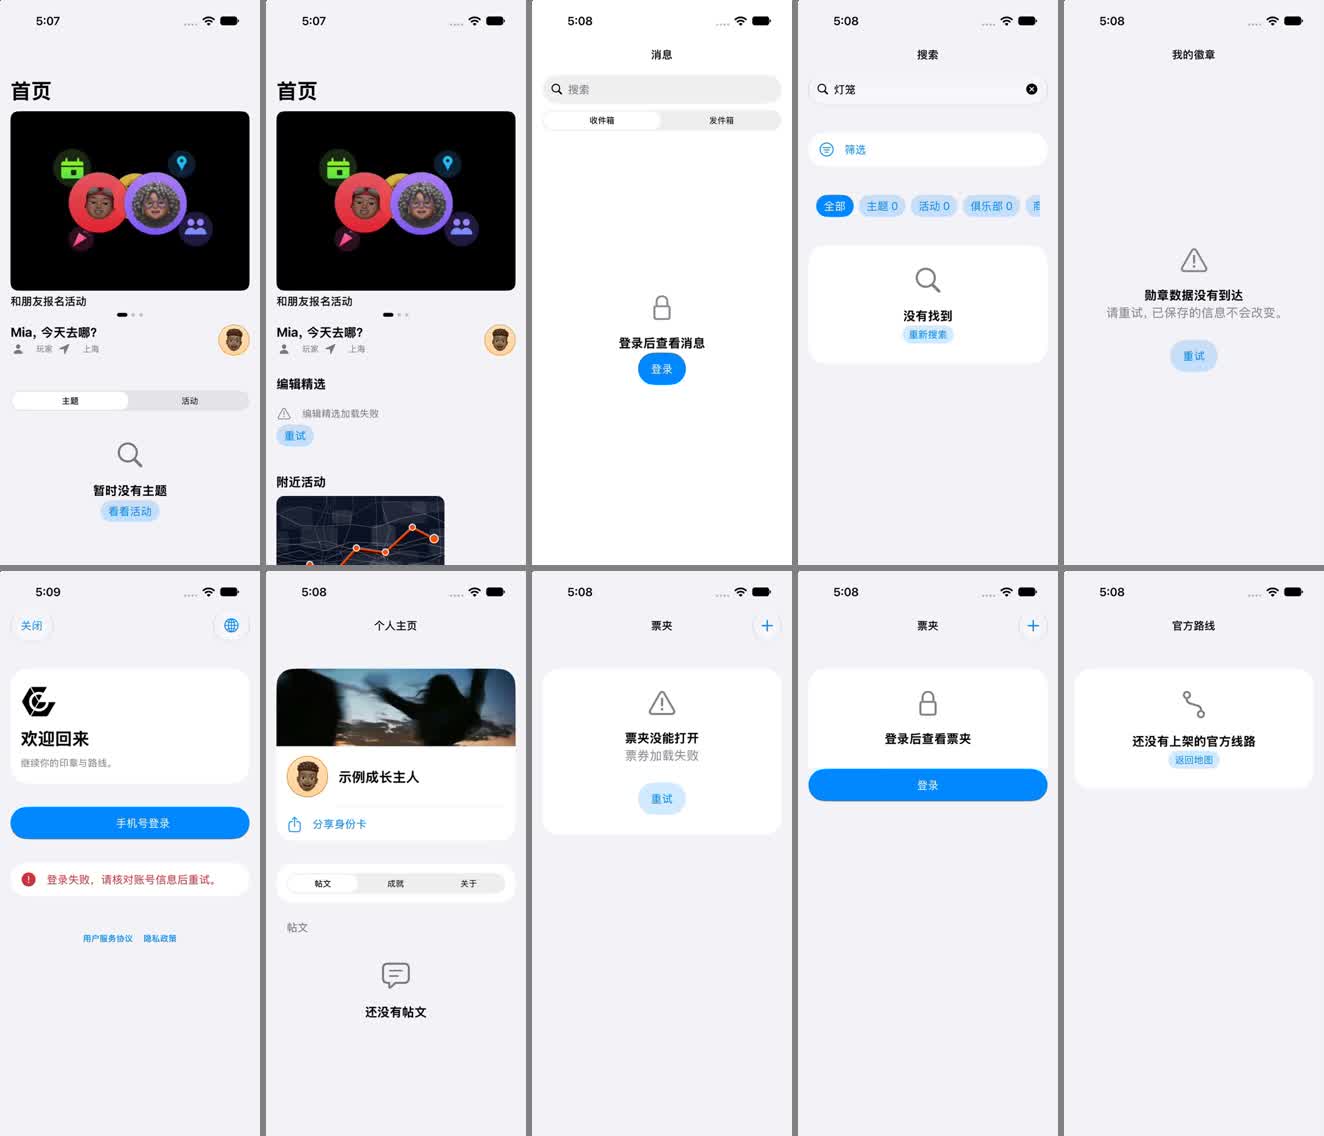 5:07
首页
和朋友报名活动
Mia, 今天去哪?
玩家 上海
主题 活动
暂时没有主题
看看活动
5:07
首页
和朋友报名活动
Mia, 今天去哪?
玩家 上海
编辑精选
编辑精选加载失败
重试
附近活动
5:08
消息
搜索
收件箱 发件箱
登录后查看消息
登录
5:08
搜索
灯笼
筛选
全部 主题 0 活动 0 俱乐部 0
没有找到
重新搜索
5:08
我的徽章
勋章数据没有到达
请重试, 已保存的信息不会改变。
重试
5:09
关闭
欢迎回来
继续你的印章与路线。
手机号登录
登录失败，请核对账号信息后重试。
用户服务协议 隐私政策
5:08
个人主页
示例成长主人
分享身份卡
帖文 成就 关于
帖文
还没有帖文
5:08
票夹
票夹没能打开
票券加载失败
重试
5:08
票夹
登录后查看票夹
登录
5:08
官方路线
还没有上架的官方线路
返回地图